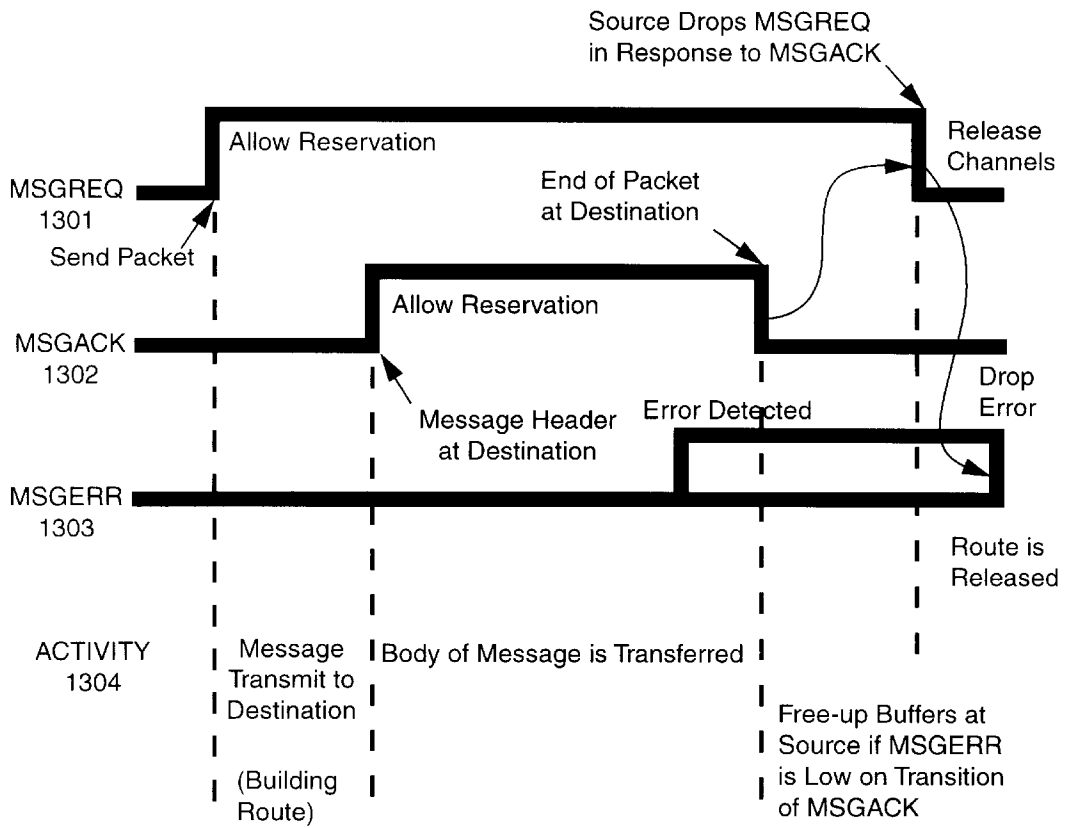 Source Drops MSGREQ
in Response to MSGACK
Allow Reservation
Release
Channels
MSGREQ
1301
End of Packet
at Destination
Send Packet
Allow Reservation
MSGACK
1302
Drop
Error
Message Header
at Destination
Error Detected
MSGERR
1303
Route is
Released
ACTIVITY
1304
Message
Transmit to
Destination
(Building
Route)
Body of Message is Transferred
Free-up Buffers at
Source if MSGERR
is Low on Transition
of MSGACK